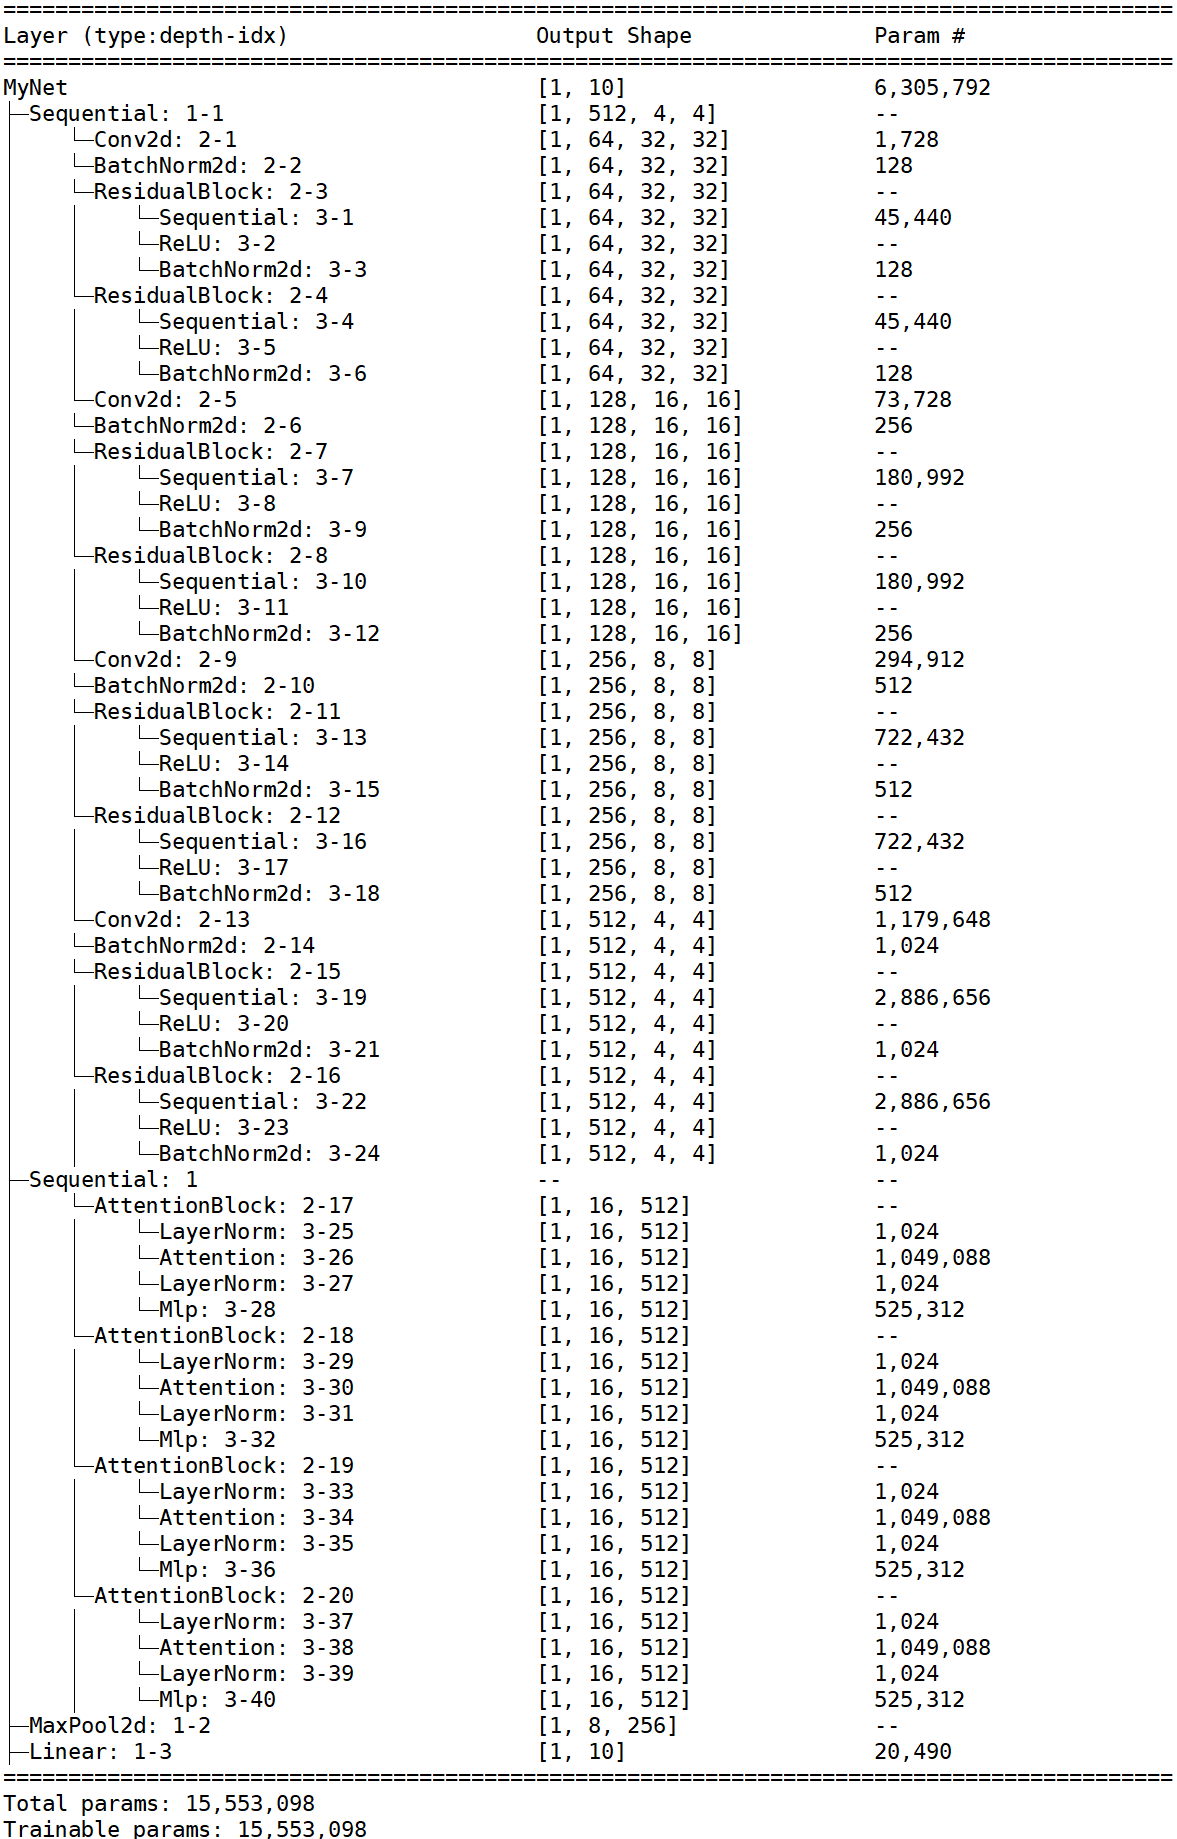 ==========================================================================================
Layer (type:depth-idx)                   Output Shape              Param #
==========================================================================================
MyNet                                    [1, 10]                   6,305,792
├─Sequential: 1-1                        [1, 512, 4, 4]            --
│    └─Conv2d: 2-1                       [1, 64, 32, 32]           1,728
│    └─BatchNorm2d: 2-2                  [1, 64, 32, 32]           128
│    └─ResidualBlock: 2-3                [1, 64, 32, 32]           --
│    │    └─Sequential: 3-1              [1, 64, 32, 32]           45,440
│    │    └─ReLU: 3-2                    [1, 64, 32, 32]           --
│    │    └─BatchNorm2d: 3-3             [1, 64, 32, 32]           128
│    └─ResidualBlock: 2-4                [1, 64, 32, 32]           --
│    │    └─Sequential: 3-4              [1, 64, 32, 32]           45,440
│    │    └─ReLU: 3-5                    [1, 64, 32, 32]           --
│    │    └─BatchNorm2d: 3-6             [1, 64, 32, 32]           128
│    └─Conv2d: 2-5                       [1, 128, 16, 16]          73,728
│    └─BatchNorm2d: 2-6                  [1, 128, 16, 16]          256
│    └─ResidualBlock: 2-7                [1, 128, 16, 16]          --
│    │    └─Sequential: 3-7              [1, 128, 16, 16]          180,992
│    │    └─ReLU: 3-8                    [1, 128, 16, 16]          --
│    │    └─BatchNorm2d: 3-9             [1, 128, 16, 16]          256
│    └─ResidualBlock: 2-8                [1, 128, 16, 16]          --
│    │    └─Sequential: 3-10             [1, 128, 16, 16]          180,992
│    │    └─ReLU: 3-11                   [1, 128, 16, 16]          --
│    │    └─BatchNorm2d: 3-12            [1, 128, 16, 16]          256
│    └─Conv2d: 2-9                       [1, 256, 8, 8]            294,912
│    └─BatchNorm2d: 2-10                 [1, 256, 8, 8]            512
│    └─ResidualBlock: 2-11               [1, 256, 8, 8]            --
│    │    └─Sequential: 3-13             [1, 256, 8, 8]            722,432
│    │    └─ReLU: 3-14                   [1, 256, 8, 8]            --
│    │    └─BatchNorm2d: 3-15            [1, 256, 8, 8]            512
│    └─ResidualBlock: 2-12               [1, 256, 8, 8]            --
│    │    └─Sequential: 3-16             [1, 256, 8, 8]            722,432
│    │    └─ReLU: 3-17                   [1, 256, 8, 8]            --
│    │    └─BatchNorm2d: 3-18            [1, 256, 8, 8]            512
│    └─Conv2d: 2-13                      [1, 512, 4, 4]            1,179,648
│    └─BatchNorm2d: 2-14                 [1, 512, 4, 4]            1,024
│    └─ResidualBlock: 2-15               [1, 512, 4, 4]            --
│    │    └─Sequential: 3-19             [1, 512, 4, 4]            2,886,656
│    │    └─ReLU: 3-20                   [1, 512, 4, 4]            --
│    │    └─BatchNorm2d: 3-21            [1, 512, 4, 4]            1,024
│    └─ResidualBlock: 2-16               [1, 512, 4, 4]            --
│    │    └─Sequential: 3-22             [1, 512, 4, 4]            2,886,656
│    │    └─ReLU: 3-23                   [1, 512, 4, 4]            --
│    │    └─BatchNorm2d: 3-24            [1, 512, 4, 4]            1,024
├─Sequential: 1                          --                        --
│    └─AttentionBlock: 2-17              [1, 16, 512]              --
│    │    └─LayerNorm: 3-25              [1, 16, 512]              1,024
│    │    └─Attention: 3-26              [1, 16, 512]              1,049,088
│    │    └─LayerNorm: 3-27              [1, 16, 512]              1,024
│    │    └─Mlp: 3-28                    [1, 16, 512]              525,312
│    └─AttentionBlock: 2-18              [1, 16, 512]              --
│    │    └─LayerNorm: 3-29              [1, 16, 512]              1,024
│    │    └─Attention: 3-30              [1, 16, 512]              1,049,088
│    │    └─LayerNorm: 3-31              [1, 16, 512]              1,024
│    │    └─Mlp: 3-32                    [1, 16, 512]              525,312
│    └─AttentionBlock: 2-19              [1, 16, 512]              --
│    │    └─LayerNorm: 3-33              [1, 16, 512]              1,024
│    │    └─Attention: 3-34              [1, 16, 512]              1,049,088
│    │    └─LayerNorm: 3-35              [1, 16, 512]              1,024
│    │    └─Mlp: 3-36                    [1, 16, 512]              525,312
│    └─AttentionBlock: 2-20              [1, 16, 512]              --
│    │    └─LayerNorm: 3-37              [1, 16, 512]              1,024
│    │    └─Attention: 3-38              [1, 16, 512]              1,049,088
│    │    └─LayerNorm: 3-39              [1, 16, 512]              1,024
│    │    └─Mlp: 3-40                    [1, 16, 512]              525,312
├─MaxPool2d: 1-2                         [1, 8, 256]               --
├─Linear: 1-3                            [1, 10]                   20,490
==========================================================================================
Total params: 15,553,098
Trainable params: 15,553,098